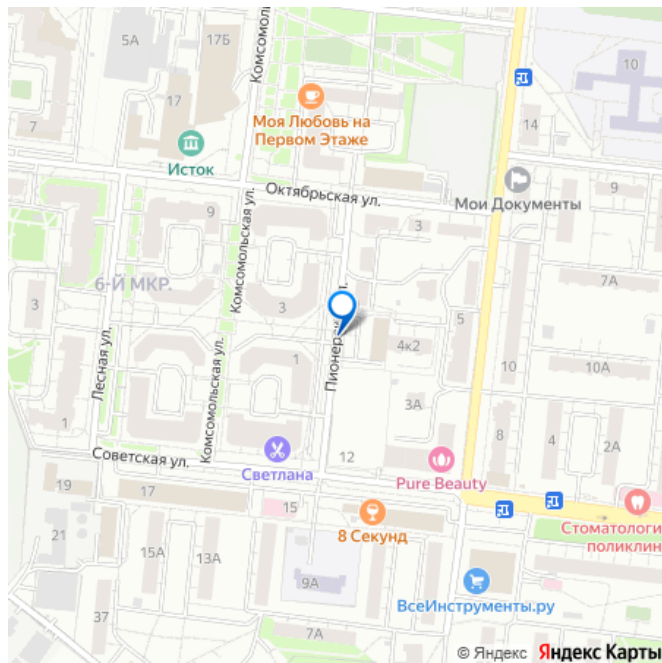 5А
17Б
Комсомол
10
17
Моя Любовь на
Первом Этаже
14
7
Исток
Октябрьская ул.
Мои Документы
9
9
3
Комсомольская ул.
6-Й МКР.
7А
3
3
5
Пионер
4к2
1
10
10А
Лесная ул.
Комсомольская ул.
3А
1
8
4
2А
Советская ул.
12
Светлана
Pure Beauty
19
17
15
8 Секунд
Стоматологи
поликлин
21
15А
13А
9А
ВсеИнструменты.ру
37
7А
© Яндекс Яндекс Карты